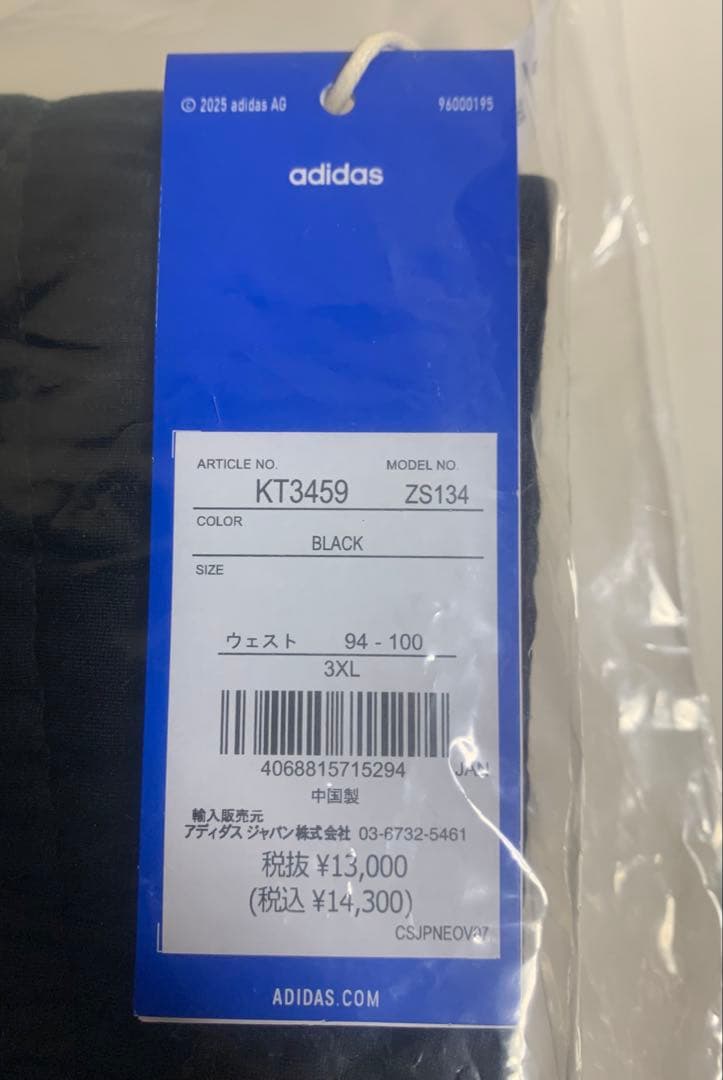 © 2025 adidas AG 96000195
adidas
ARTICLE NO. MODEL NO.
KT3459 ZS134
COLOR
BLACK
SIZE
ウェスト 94 - 100
3XL
4068815715294 JAN
中国製
輸入販売元
アディダス ジャパン株式会社 03-6732-5461
税抜 ¥13,000
(税込 ¥14,300)
ADIDAS.COM